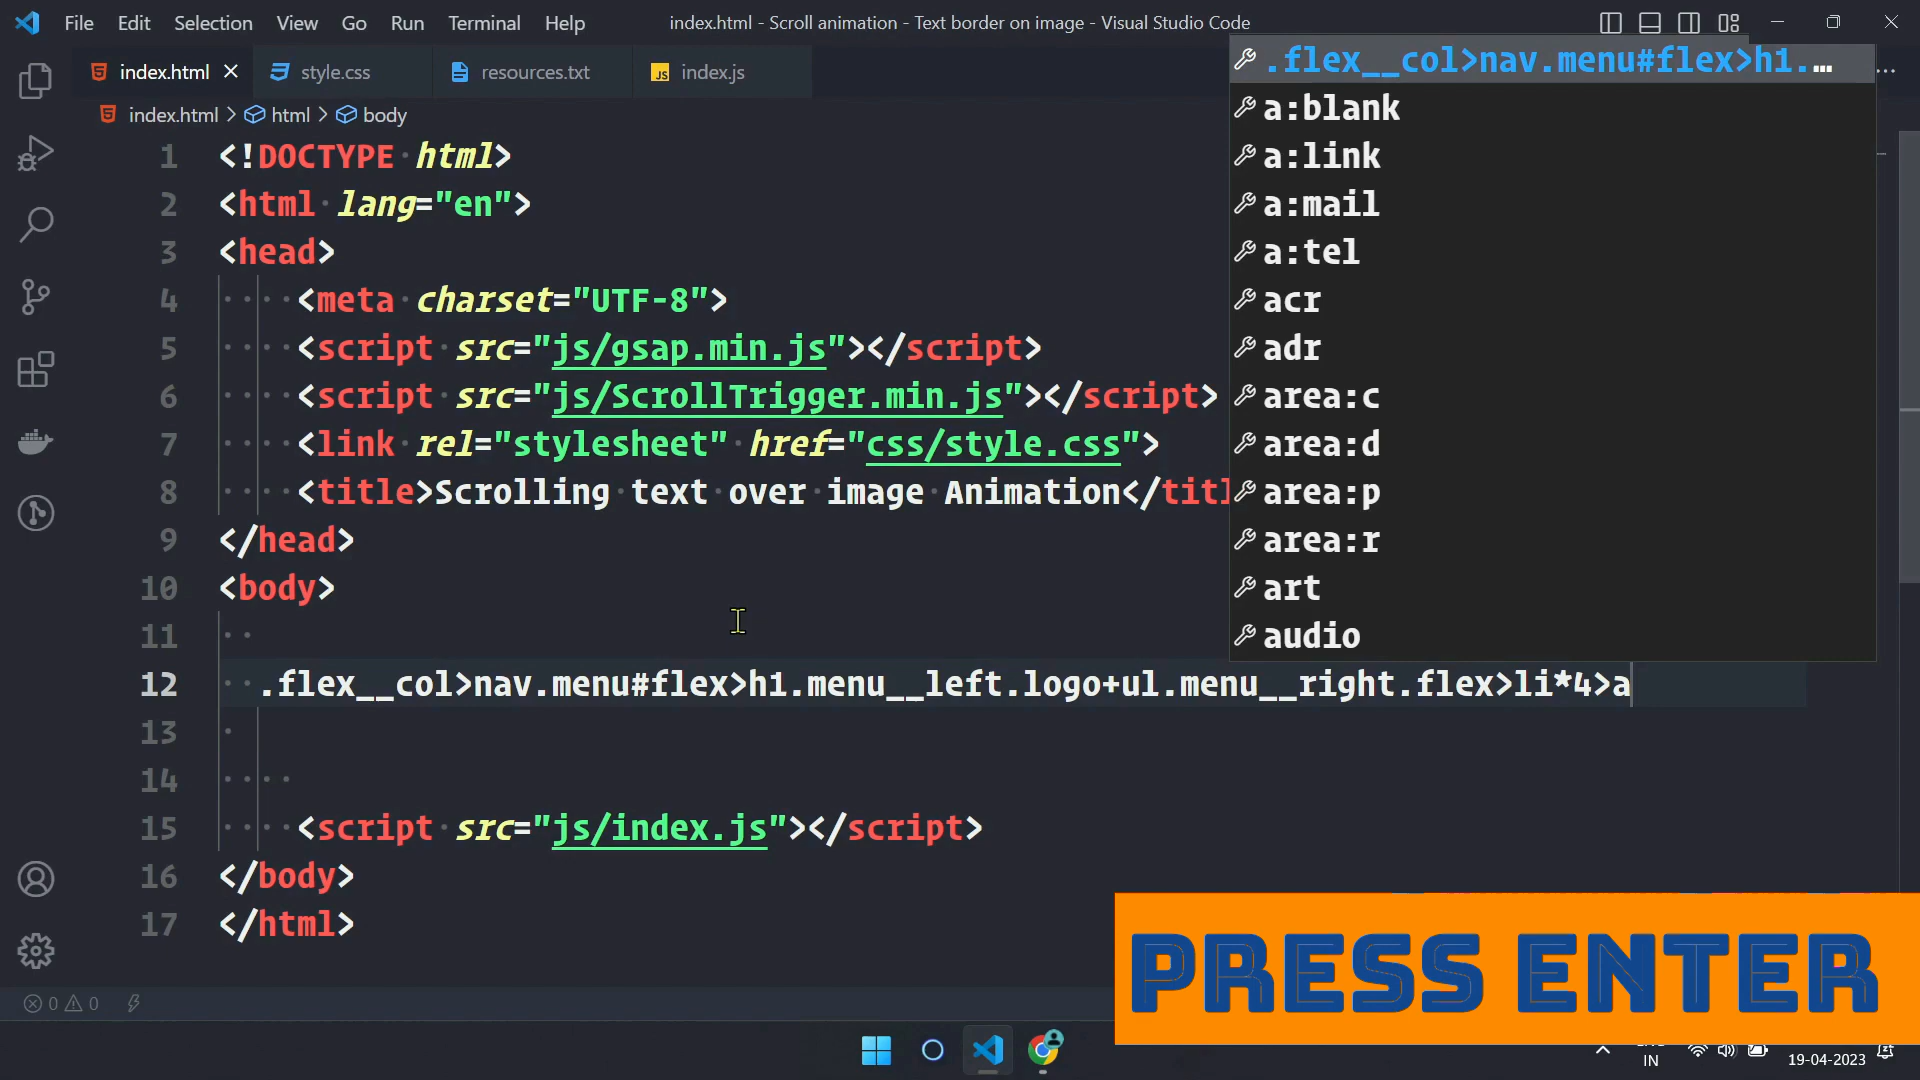 File Edit Selection View Go Run Terminal Help index.html - Scroll animation - Text border on image - Visual Studio Code
index.html style.css resources.txt index.js
index.html > html > body
1 <!DOCTYPE html>
2 <html lang="en">
3 <head>
4 <meta charset="UTF-8">
5 <script src="js/gsap.min.js"></script>
6 <script src="js/ScrollTrigger.min.js"></script>
7 <link rel="stylesheet" href="css/style.css">
8 <title>Scrolling text over image Animation</titl
9 </head>
10 <body>
11
12 .flex__col>nav.menu#flex>h1.menu__left.logo+ul.menu__right.flex>li*4>a
13
14
15 <script src="js/index.js"></script>
16 </body>
17 </html>
.flex__col>nav.menu#flex>h1.…
a:blank
a:link
a:mail
a:tel
acr
adr
area:c
area:d
area:p
area:r
art
audio
PRESS ENTER
0 0
IN
19-04-2023